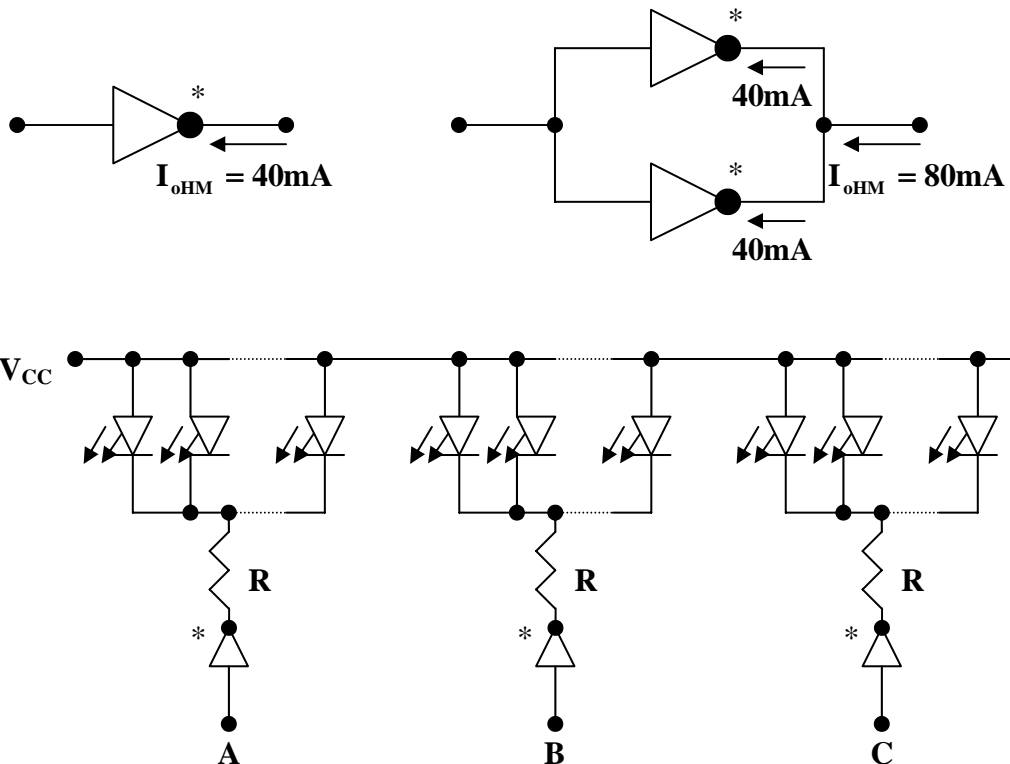 *
40mA
*
I_oHM = 40mA
*
I_oHM = 80mA
40mA
V_CC
R
R
R
*
*
*
A
B
C